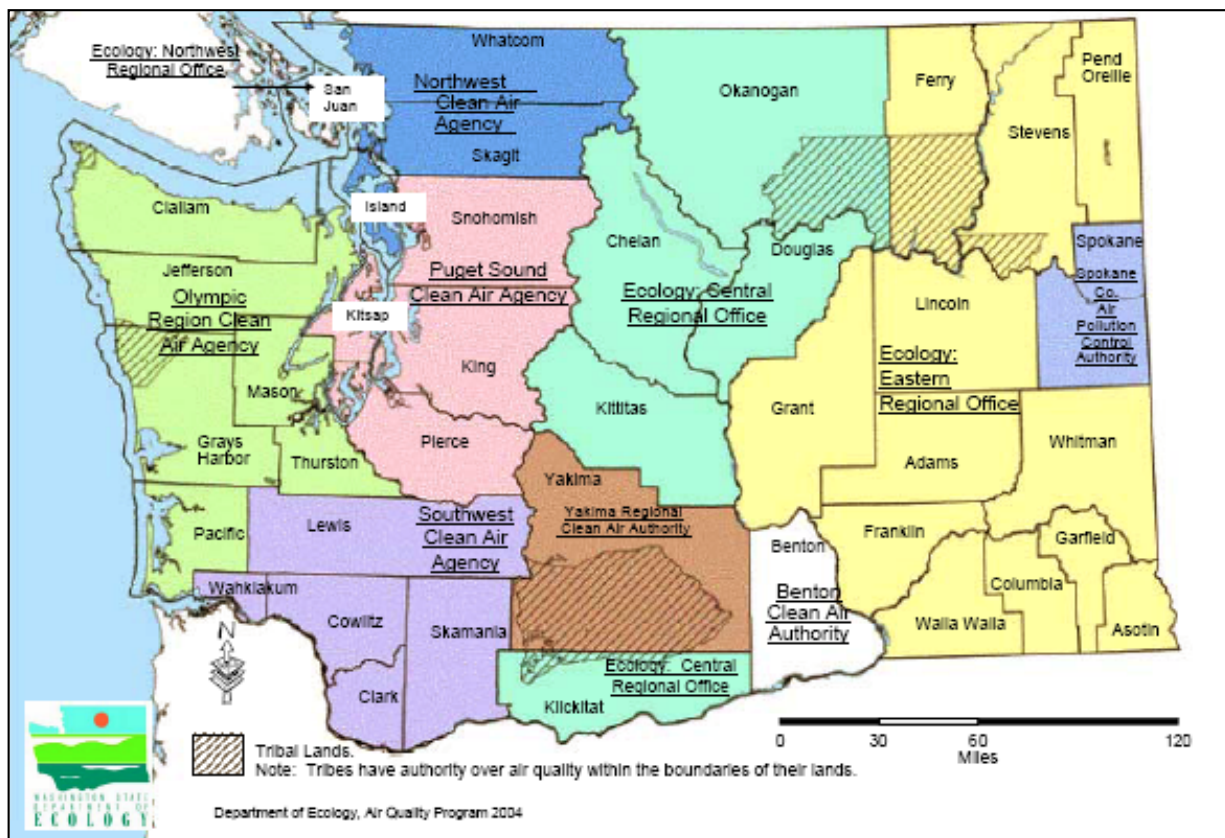 Ecology: Northwest
Regional Office
San
Juan
Whatcom
Northwest
Clean Air
Agency
Skagit
Island
Okanogan
Ferry
Stevens
Pend
Oreille
Clallam
Jefferson
Olympic
Region Clean
Air Agency
Mason
Grays
Harbor
Thurston
Pacific
Snohomish
Puget Sound
Clean Air Agency
Kitsap
King
Pierce
Chelan
Douglas
Ecology: Central
Regional Office
Kittitas
Lincoln
Ecology:
Eastern
Regional Office
Grant
Adams
Whitman
Spokane
Spokane
Co.
Air
Pollution
Control
Authority
Lewis
Southwest
Clean Air
Agency
Wahkiakum
Cowlitz
Skamania
Clark
Yakima
Yakima Regional
Clean Air Authority
Benton
Benton
Clean Air
Authority
Franklin
Garfield
Columbia
Walla Walla
Asotin
Ecology: Central
Regional Office
Klickitat
N
0 30 60 120
Miles
Tribal Lands.
Note: Tribes have authority over air quality within the boundaries of their lands.
WASHINGTON STATE
DEPARTMENT OF
ECOLOGY
Department of Ecology, Air Quality Program 2004